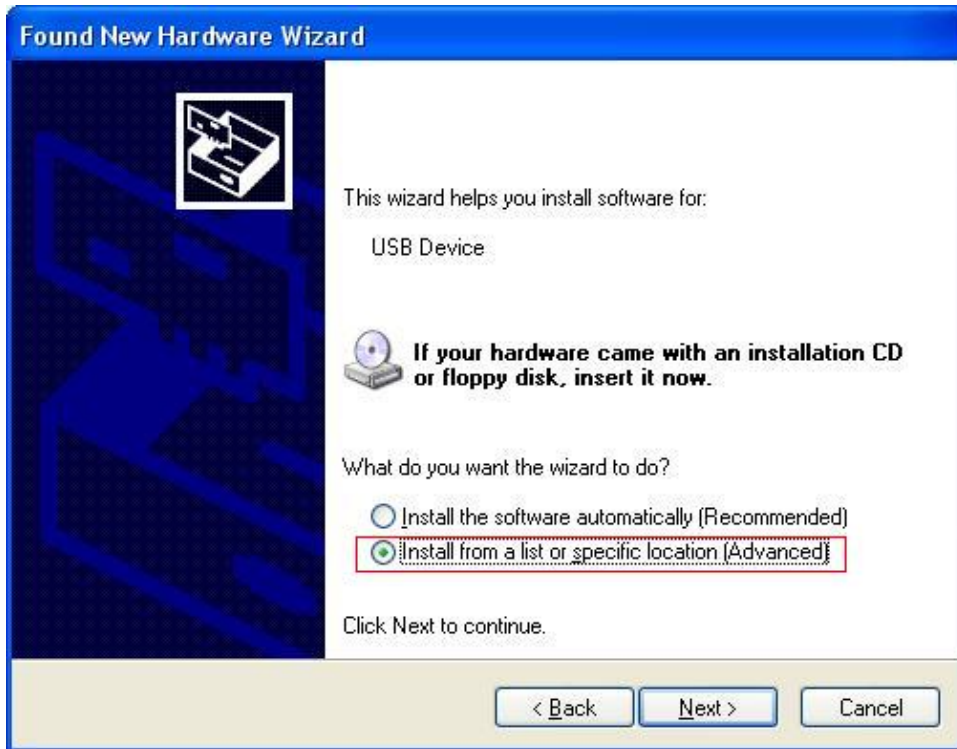 Found New Hardware Wizard
This wizard helps you install software for:
USB Device
If your hardware came with an installation CD
or floppy disk, insert it now.
What do you want the wizard to do?
Install the software automatically (Recommended)
Install from a list or specific location (Advanced)
Click Next to continue.
< Back
Next >
Cancel